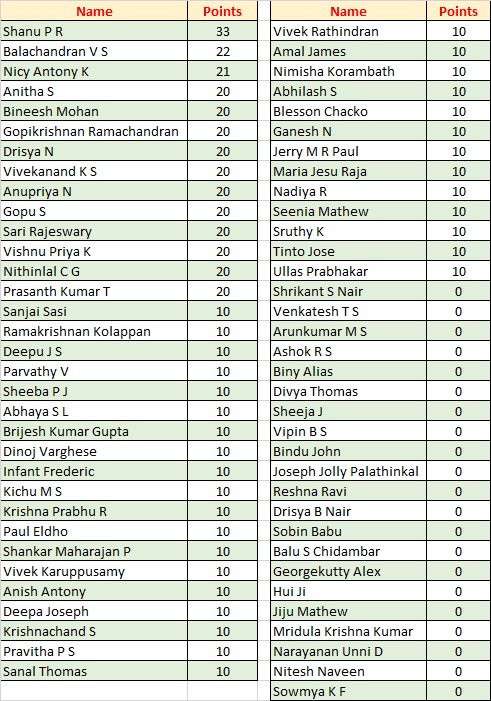 Name Points
Shanu P R 33
Balachandran V S 22
Nicy Antony K 21
Anitha S 20
Bineesh Mohan 20
Gopikrishnan Ramachandran 20
Drisya N 20
Vivekanand K S 20
Anupriya N 20
Gopu S 20
Sari Rajeswary 20
Vishnu Priya K 20
Nithinlal C G 20
Prasanth Kumar T 20
Sanjai Sasi 10
Ramakrishnan Kolappan 10
Deepu J S 10
Parvathy V 10
Sheeba P J 10
Abhaya S L 10
Brijesh Kumar Gupta 10
Dinoj Varghese 10
Infant Frederic 10
Kichu M S 10
Krishna Prabhu R 10
Paul Eldho 10
Shankar Maharajan P 10
Vivek Karuppusamy 10
Anish Antony 10
Deepa Joseph 10
Krishnachand S 10
Pravitha P S 10
Sanal Thomas 10
Name Points
Vivek Rathindran 10
Amal James 10
Nimisha Korambath 10
Abhilash S 10
Blesson Chacko 10
Ganesh N 10
Jerry M R Paul 10
Maria Jesu Raja 10
Nadiya R 10
Seenia Mathew 10
Sruthy K 10
Tinto Jose 10
Ullas Prabhakar 10
Shrikant S Nair 0
Venkatesh T S 0
Arunkumar M S 0
Ashok R S 0
Biny Alias 0
Divya Thomas 0
Sheeja J 0
Vipin B S 0
Bindu John 0
Joseph Jolly Palathinkal 0
Reshna Ravi 0
Drisya B Nair 0
Sobin Babu 0
Balu S Chidambar 0
Georgekutty Alex 0
Hui Ji 0
Jiju Mathew 0
Mridula Krishna Kumar 0
Narayanan Unni D 0
Nitesh Naveen 0
Sowmya K F 0